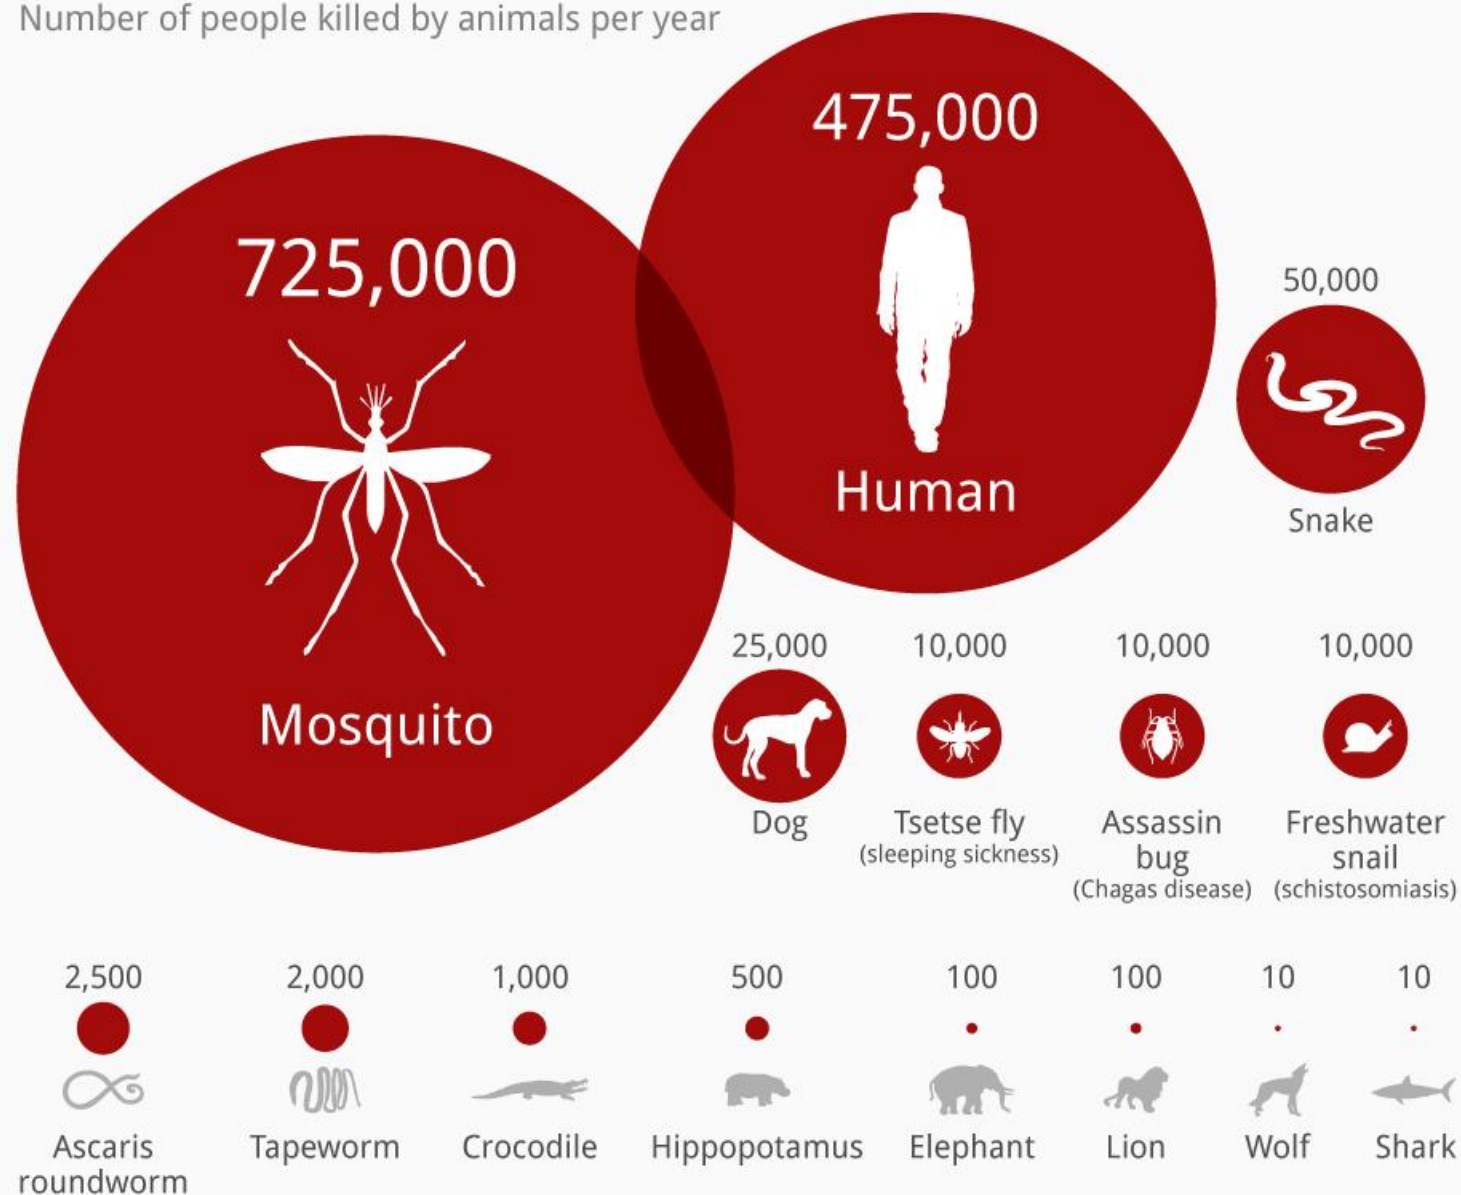 Number of people killed by animals per year
475,000
Human
725,000
Mosquito
50,000
Snake
25,000
Dog
10,000
Tsetse fly
(sleeping sickness)
10,000
Assassin
bug
(Chagas disease)
10,000
Freshwater
snail
(schistosomiasis)
2,500
Ascaris
roundworm
2,000
Tapeworm
1,000
Crocodile
500
Hippopotamus
100
Elephant
100
Lion
10
Wolf
10
Shark